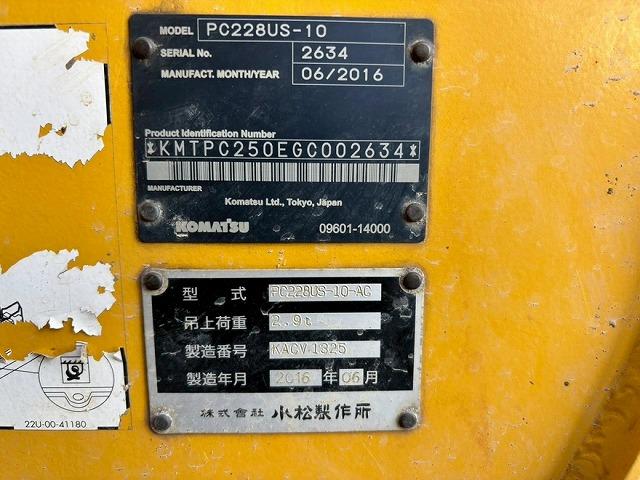 MODEL PC228US-10
SERIAL No. 2634
MANUFACT. MONTH/YEAR 06/2016
Product Identification Number
*KMTPC250EGC002634*
MANUFACTURER
Komatsu Ltd., Tokyo, Japan
KOMATSU 09601-14000
型式 PC228US-10-AC
吊上荷重 2.9t
製造番号 KACV-1325
製造年月 2016年06月
株式會社 小松製作所
22U-00-41180